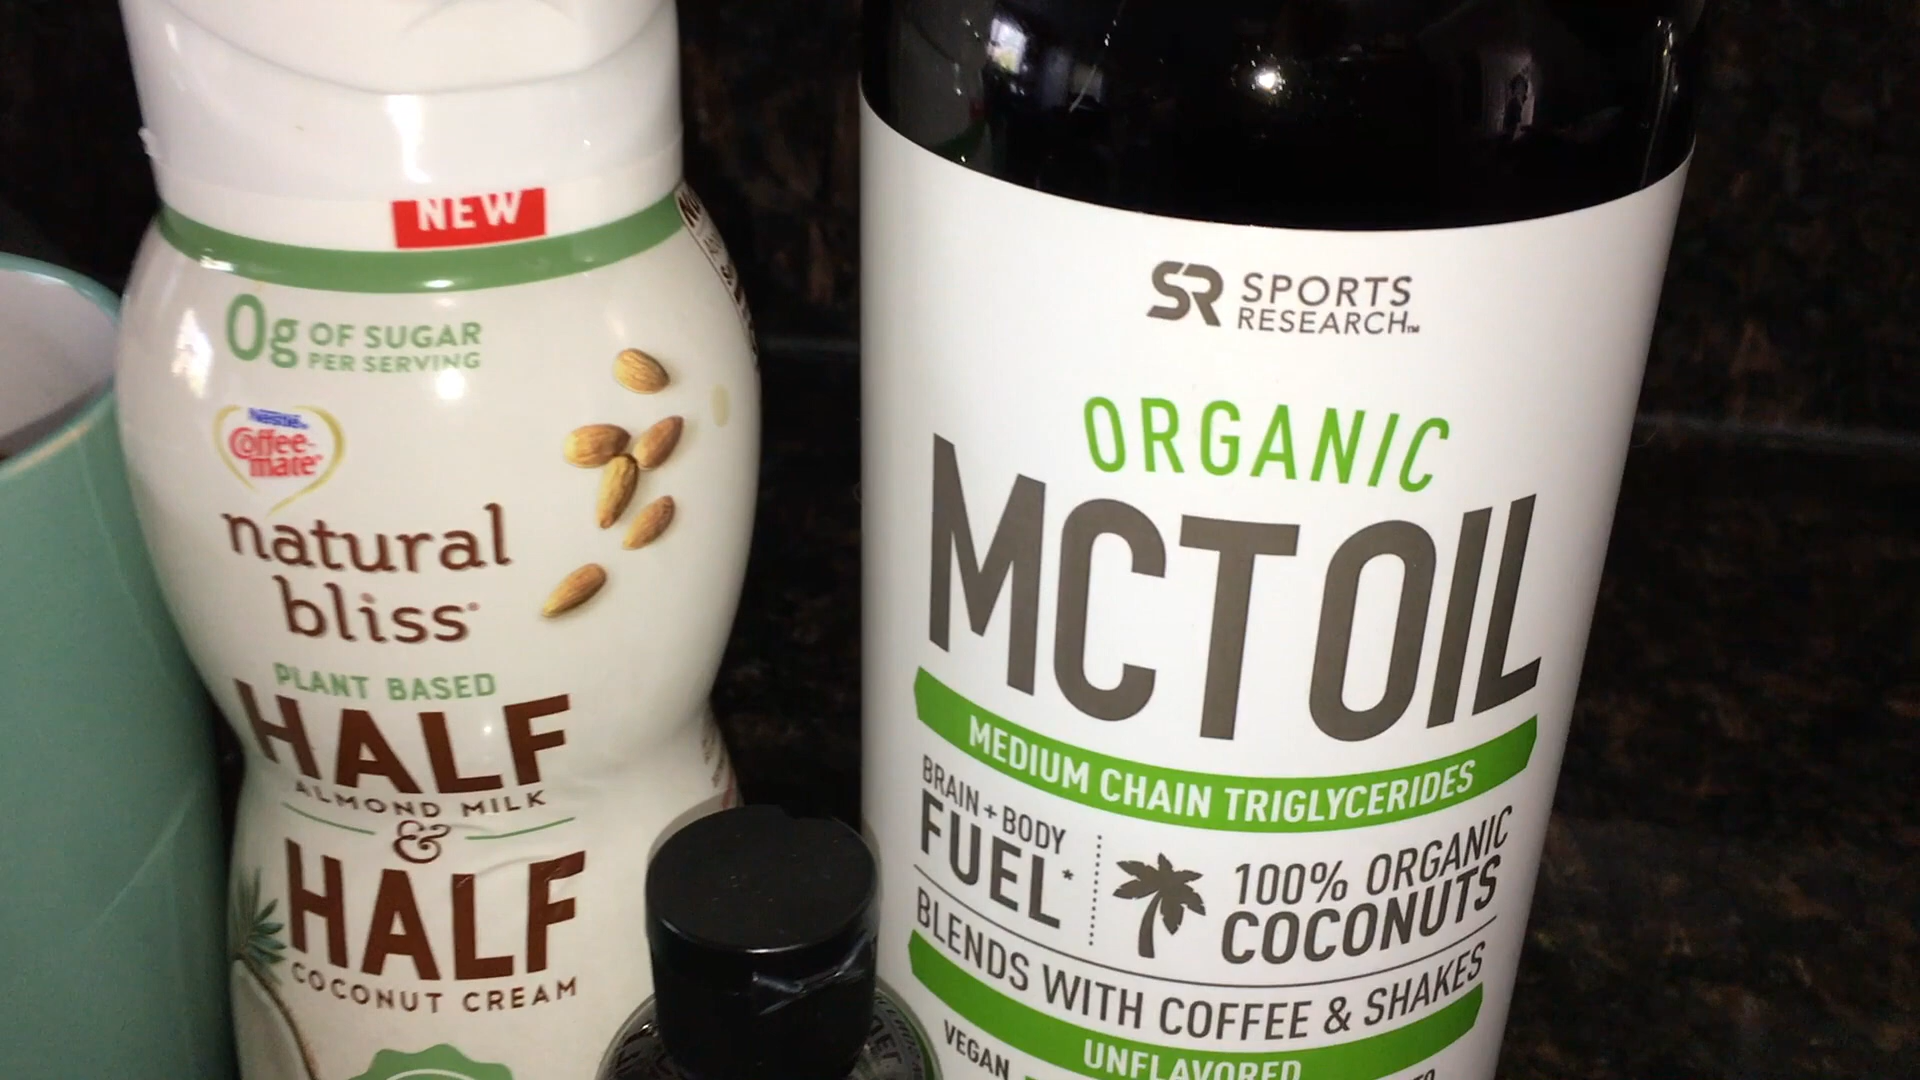 NEW
0g OF SUGAR
PER SERVING
Nestle
Coffee-
mate
natural
bliss
PLANT BASED
HALF
ALMOND MILK
&
HALF
COCONUT CREAM
SR SPORTS
RESEARCH™
ORGANIC
MCT OIL
MEDIUM CHAIN TRIGLYCERIDES
BRAIN + BODY
FUEL*
100% ORGANIC
COCONUTS
BLENDS WITH COFFEE & SHAKES
UNFLAVORED
VEGAN